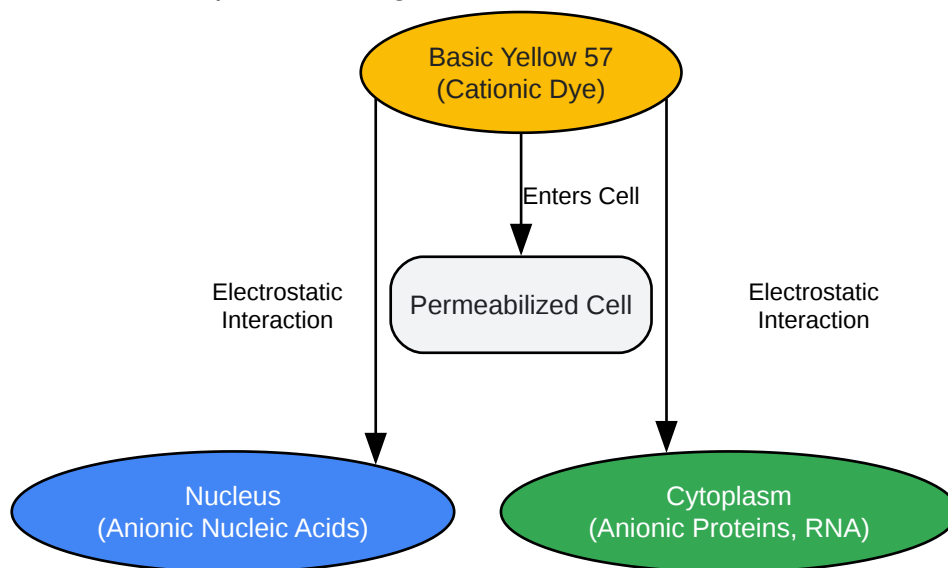 Basic Yellow 57
(Cationic Dye)
Enters Cell
Electrostatic
Interaction
Permeabilized Cell
Electrostatic
Interaction
Nucleus
(Anionic Nucleic Acids)
Cytoplasm
(Anionic Proteins, RNA)